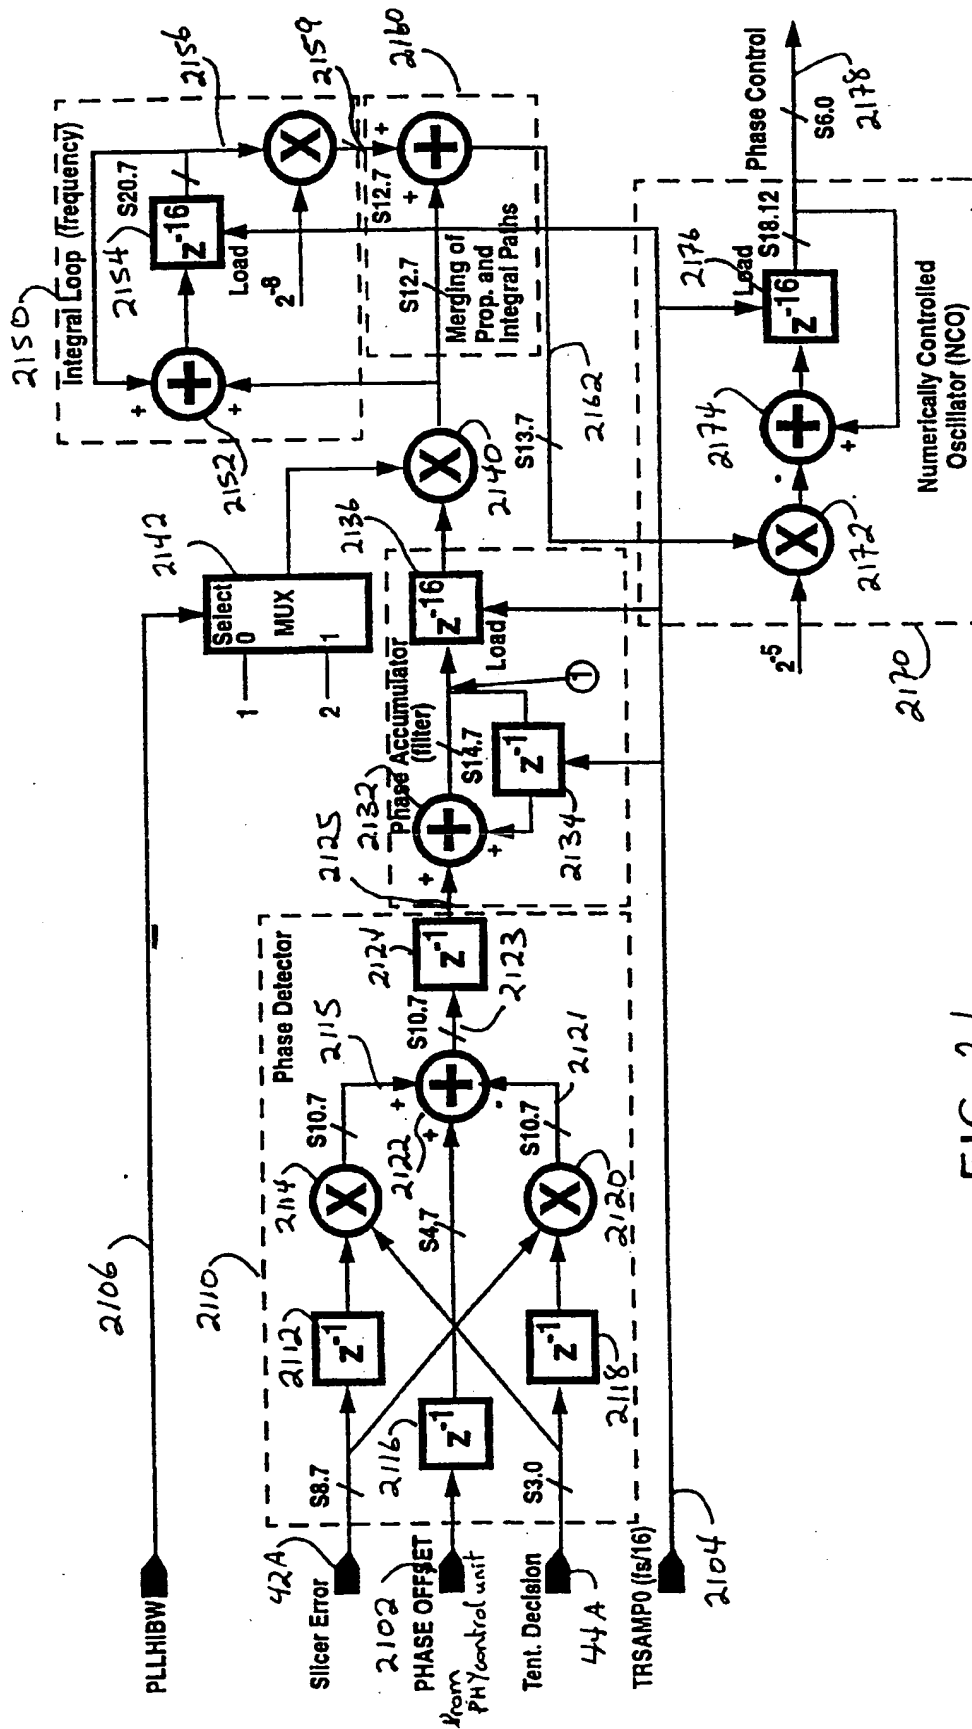 PLLHIBW
2106
42A
Slicer Error
S8.7
2102
PHASE OFFSET
from
PHY control unit
Tent. Decision
44A
S3.0
TRSAMP0 (fs/16)
2104
2110
Phase Detector
2112
z-1
2116
z-1
2118
z-1
2114
X
S10.7
2115
+
+
-
2122
+
S4,7
2120
X
S10.7
2121
S10.7
2123
2124
z-1
2125
Phase Accumulator
(filter)
2132
+
+
+
S14.7
2134
z-1
1
2136
z-16
Load
2142
Select
0
MUX
1
1
2
2140
X
2150
Integral Loop (frequency)
2152
+
+
+
2154
z-16
S20.7
Load
2156
X
2-8
2159
S12.7
2160
+
+
+
S12.7
Merging of
Prop. and
Integral Paths
S13.7
2162
2170
2-5
2172
X
-
2174
+
+
2176
Load
z-16
S18.12
Numerically Controlled
Oscillator (NCO)
Phase Control
S6.0
2178
FIG. 21